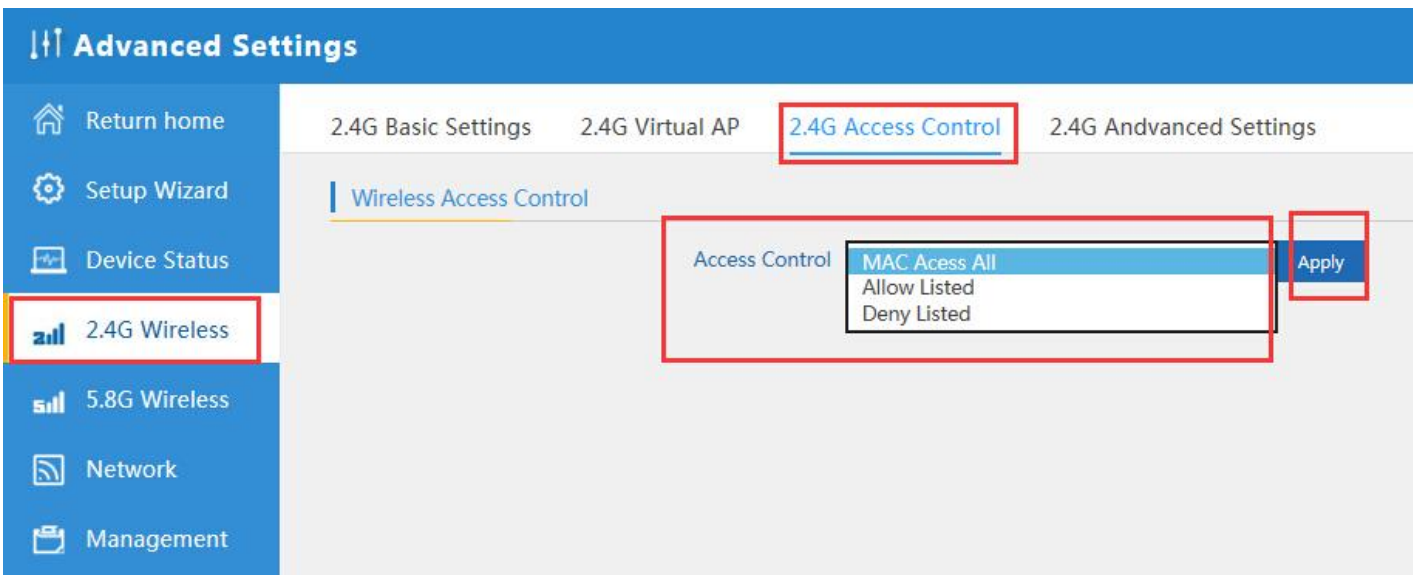 Advanced Settings
Return home
Setup Wizard
Device Status
2.4G Wireless
5.8G Wireless
Network
Management
2.4G Basic Settings 2.4G Virtual AP 2.4G Access Control 2.4G Andvanced Settings
Wireless Access Control
Access Control MAC Acess All Apply
Allow Listed
Deny Listed